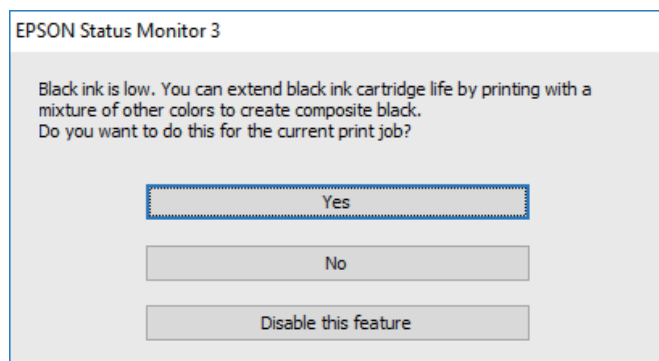 EPSON Status Monitor 3
Black ink is low. You can extend black ink cartridge life by printing with a
mixture of other colors to create composite black.
Do you want to do this for the current print job?
Yes
No
Disable this feature